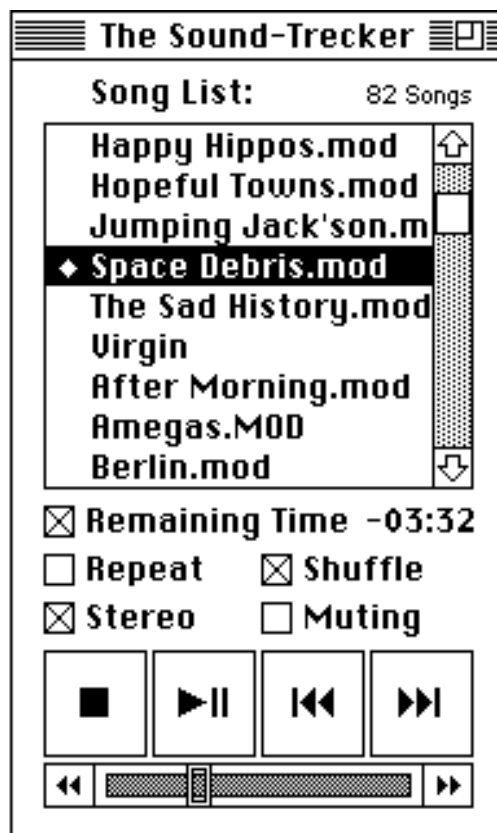 The Sound-Trecker
Song List: 82 Songs
Happy Hippos.mod
Hopeful Towns.mod
Jumping Jack'son.m
Space Debris.mod
The Sad History.mod
Virgin
After Morning.mod
Amegas.MOD
Berlin.mod
Remaining Time -03:32
Repeat Shuffle
Stereo Muting